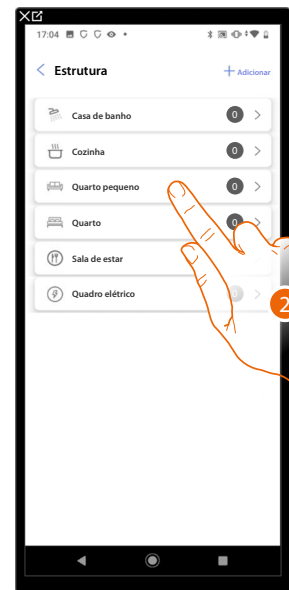 17:04
Estrutura
Adicionar
Casa de banho 0
Cozinha 0
Quarto pequeno 0
Quarto 0
Sala de estar
Quadro elétrico 0
2